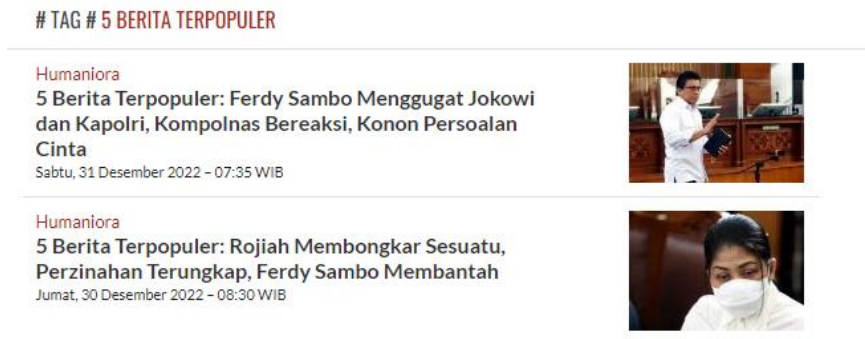 # TAG # 5 BERITA TERPOPULER
Humaniora
5 Berita Terpopuler: Ferdy Sambo Menggugat Jokowi
dan Kapolri, Kompolnas Bereaksi, Konon Persoalan
Cinta
Sabtu, 31 Desember 2022 – 07:35 WIB
Humaniora
5 Berita Terpopuler: Rojiah Membongkar Sesuatu,
Perzinahan Terungkap, Ferdy Sambo Membantah
Jumat, 30 Desember 2022 – 08:30 WIB